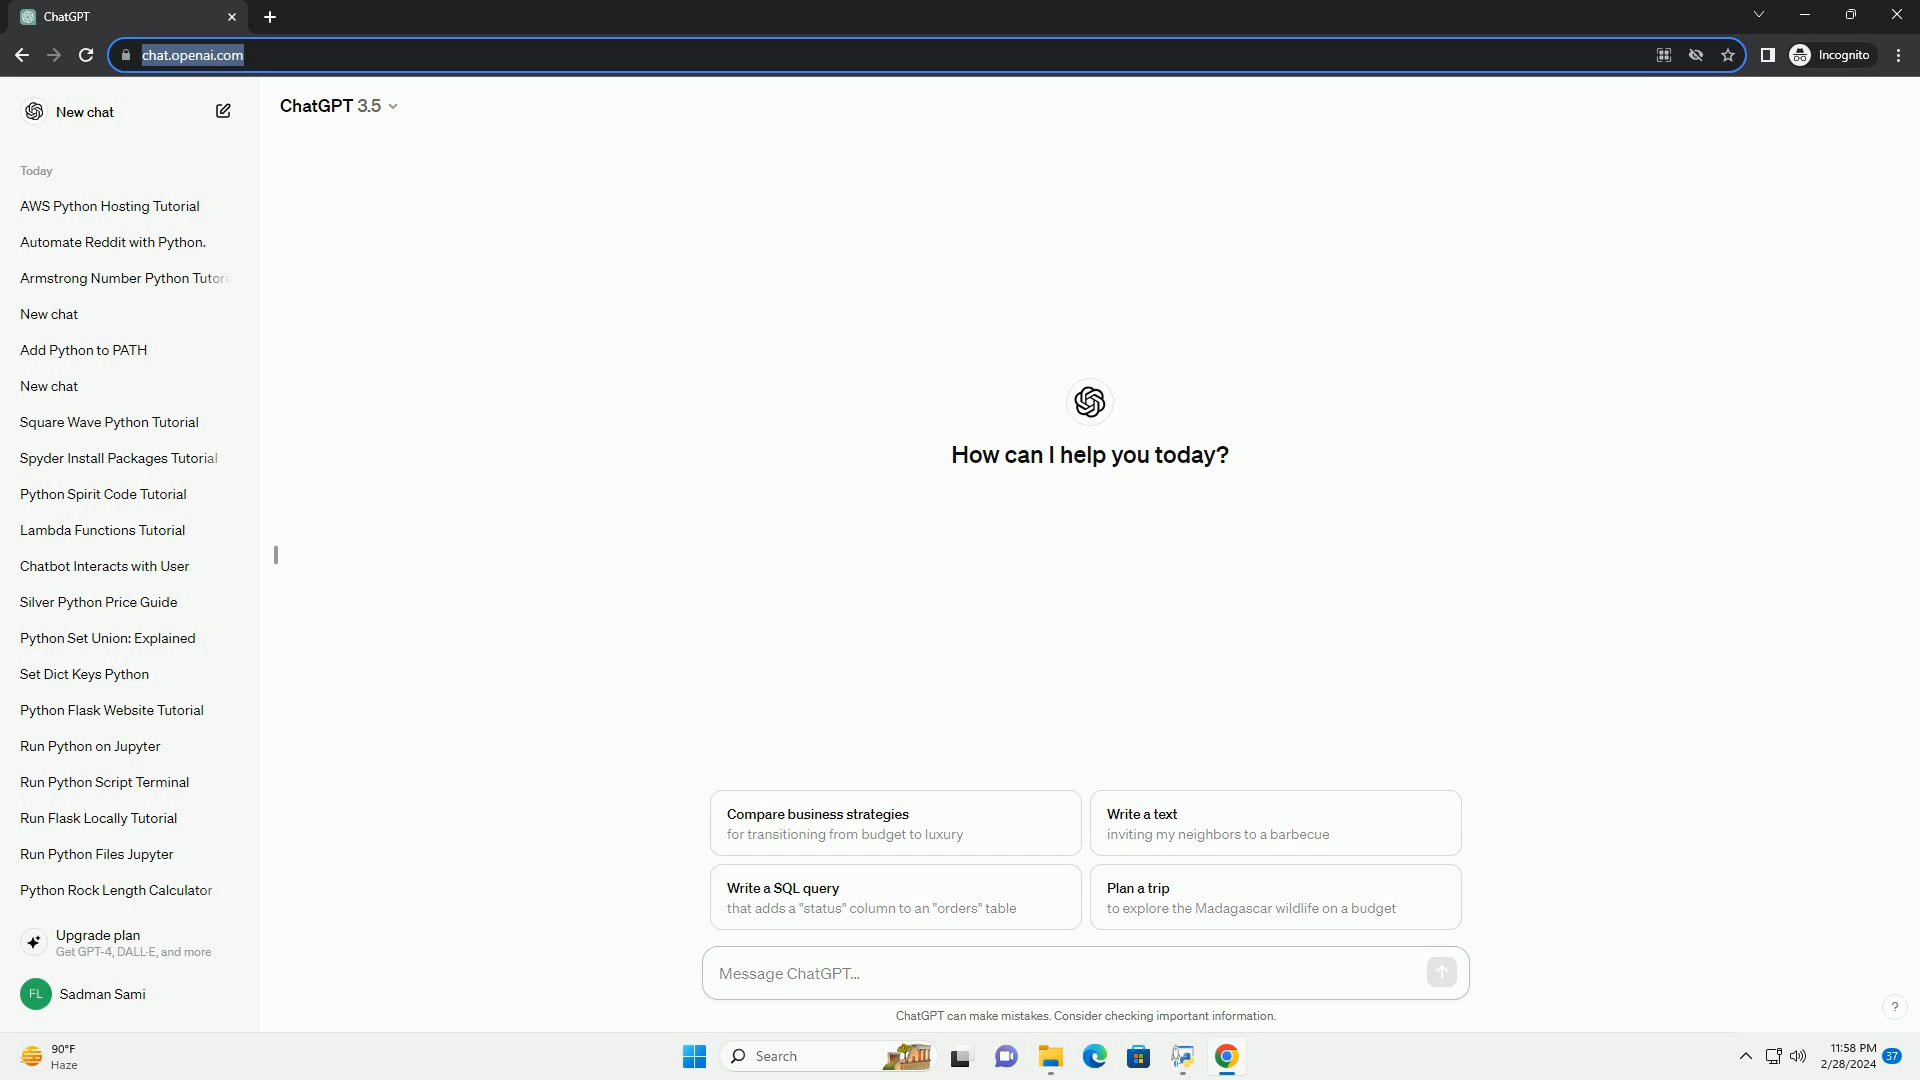 ChatGPT
chat.openai.com
Incognito
New chat
ChatGPT 3.5
Today
AWS Python Hosting Tutorial
Automate Reddit with Python.
Armstrong Number Python Tutori
New chat
Add Python to PATH
New chat
Square Wave Python Tutorial
Spyder Install Packages Tutorial
Python Spirit Code Tutorial
Lambda Functions Tutorial
Chatbot Interacts with User
Silver Python Price Guide
Python Set Union: Explained
Set Dict Keys Python
Python Flask Website Tutorial
Run Python on Jupyter
Run Python Script Terminal
Run Flask Locally Tutorial
Run Python Files Jupyter
Python Rock Length Calculator
Upgrade plan
Get GPT-4, DALL·E, and more
FL Sadman Sami
How can I help you today?
Compare business strategies
for transitioning from budget to luxury
Write a text
inviting my neighbors to a barbecue
Write a SQL query
that adds a "status" column to an "orders" table
Plan a trip
to explore the Madagascar wildlife on a budget
Message ChatGPT...
ChatGPT can make mistakes. Consider checking important information.
?
90°F
Haze
Search
11:58 PM
2/28/2024
37